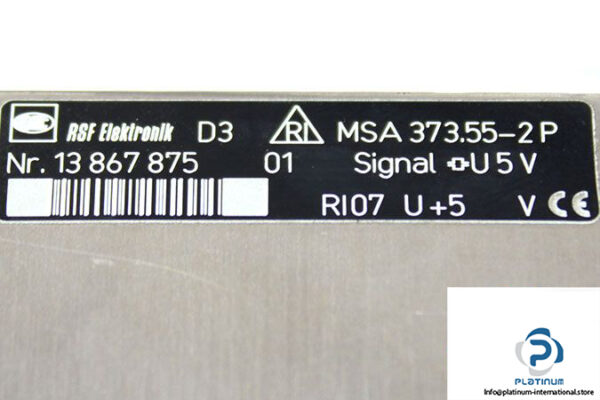 RSF Elektronik D3 RI MSA 373.55-2 P
Nr. 13 867 875 01 Signal U 5 V
RI07 U +5 V CE
PLATINUM
https://platinum-international.store